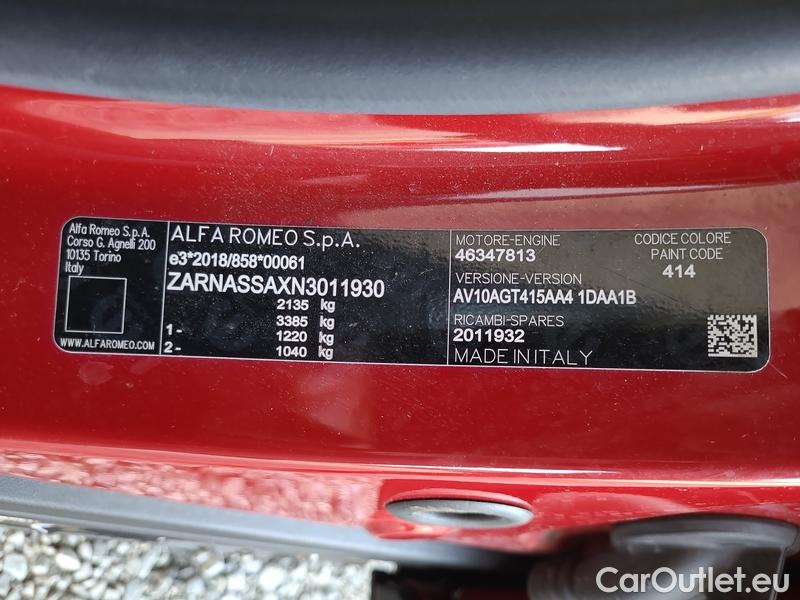 Alfa Romeo S.p.A.
Corso G. Agnelli 200
10135 Torino
Italy
WWW.ALFAROMEO.COM
ALFA ROMEO S.p.A.
e3*2018/858*00061
ZARNASSAXN3011930
2135 kg
3385 kg
1- 1220 kg
2- 1040 kg
MOTORE-ENGINE
46347813
VERSIONE-VERSION
AV10AGT415AA4 1DAA1B
RICAMBI-SPARES
2011932
MADE IN ITALY
CODICE COLORE
PAINT CODE
414
CarOutlet.eu